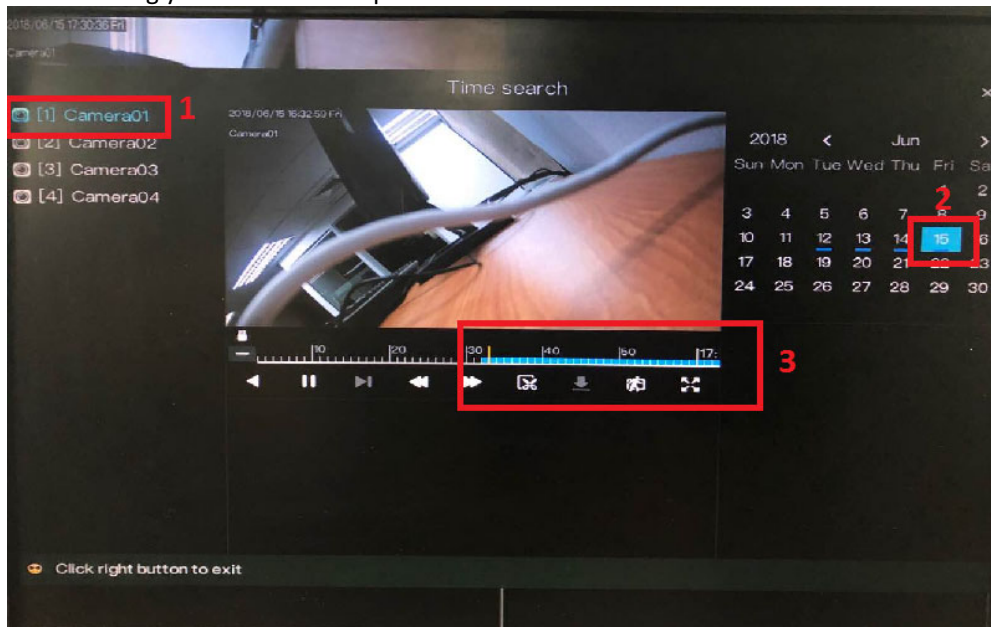 2018/06/15 17:30:36 Fri
Camera01
Time search
[1] Camera01
1
[2] Camera02
[3] Camera03
[4] Camera04
2018/06/15 16:32:59 Fri
Camera01
2018 < Jun >
Sun Mon Tue Wed Thu Fri Sa
1 2
2
3 4 5 6 7 8 9
10 11 12 13 14 15 6
17 18 19 20 21 22 23
24 25 26 27 28 29 30
10 20 30 40 50 17:
3
Click right button to exit